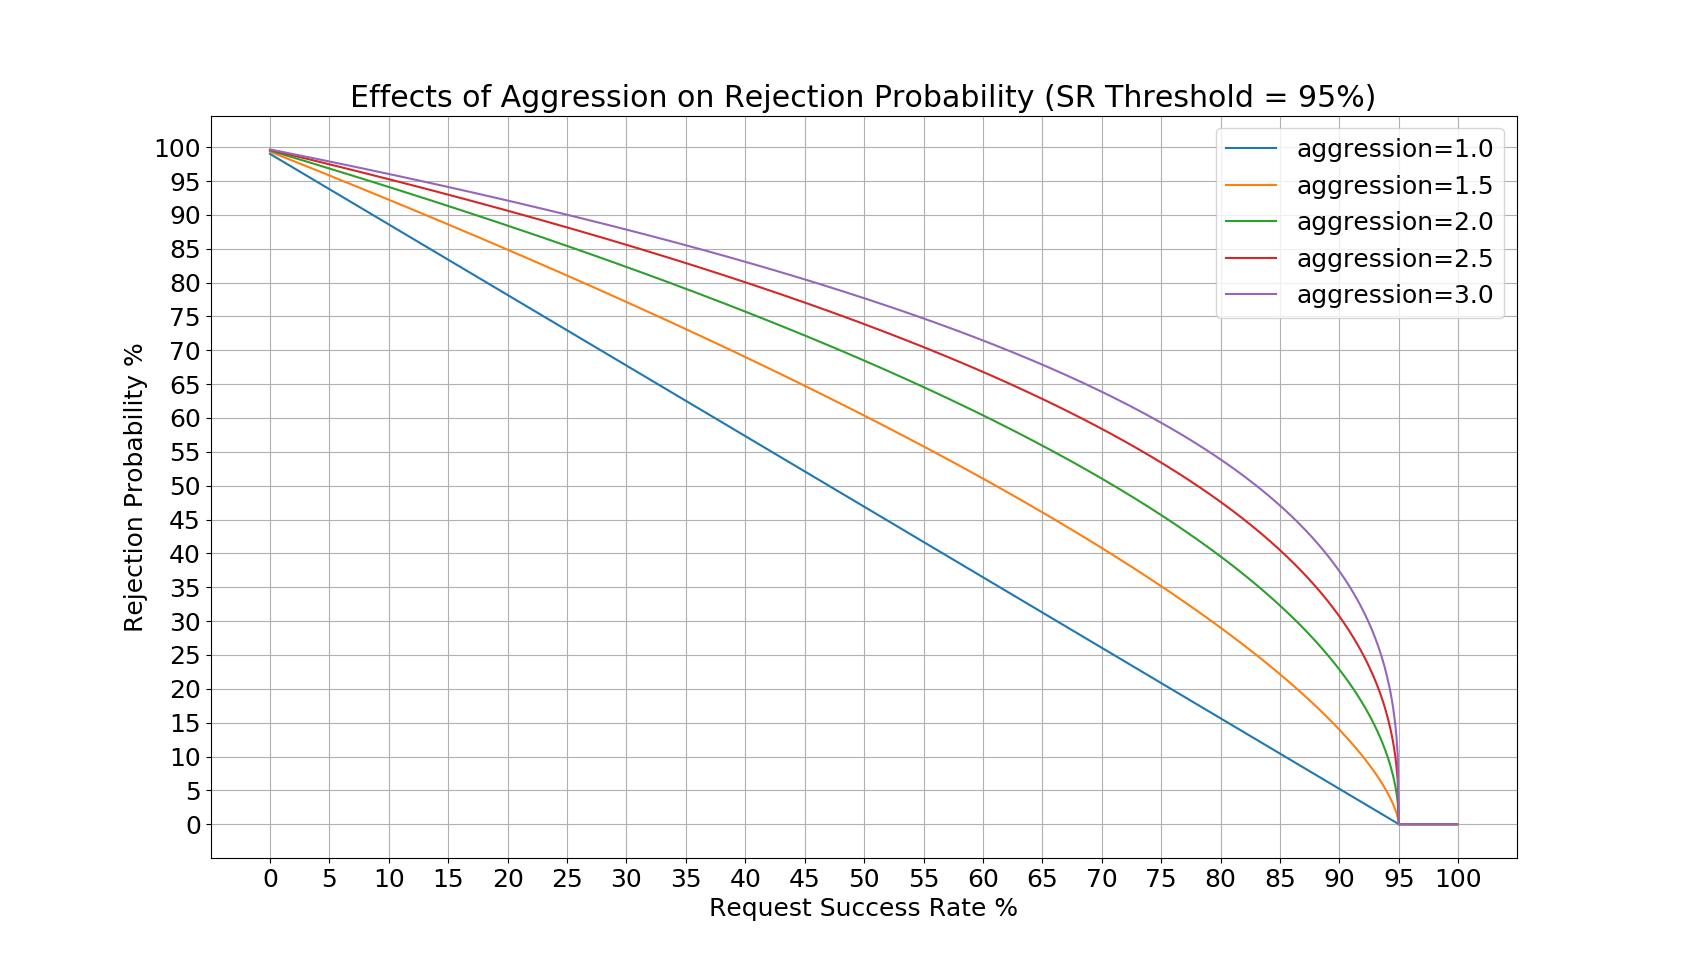 Effects of Aggression on Rejection Probability (SR Threshold = 95%)
aggression=1.0
aggression=1.5
aggression=2.0
aggression=2.5
aggression=3.0
Rejection Probability %
100
95
90
85
80
75
70
65
60
55
50
45
40
35
30
25
20
15
10
5
0
0 5 10 15 20 25 30 35 40 45 50 55 60 65 70 75 80 85 90 95 100
Request Success Rate %